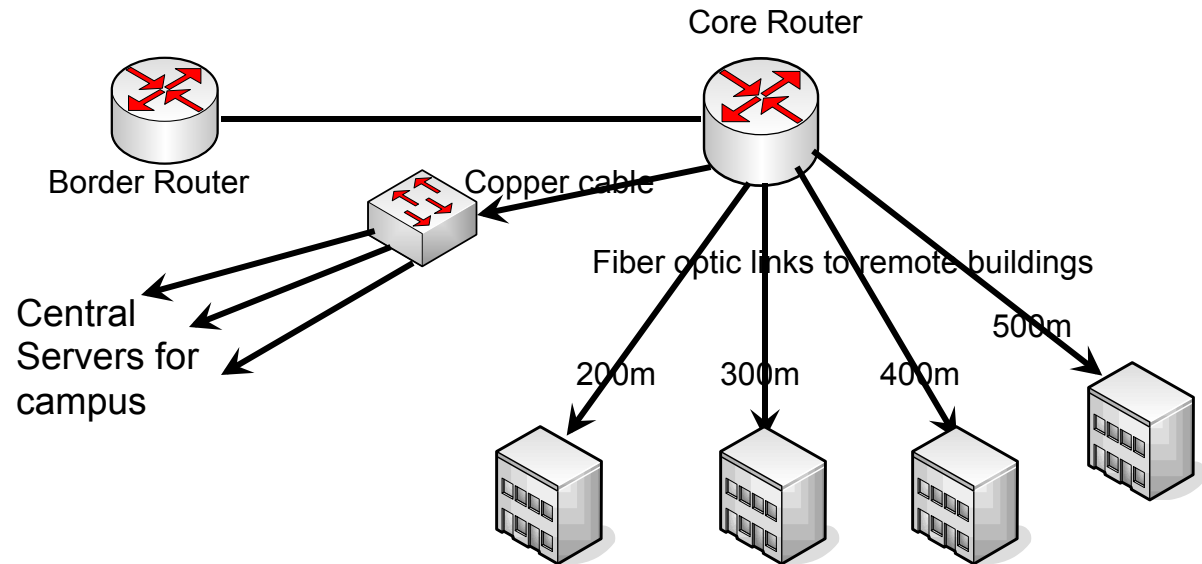 Core Router
Border Router
Copper cable
Fiber optic links to remote buildings
Central
Servers for
campus
500m
200m
300m
400m